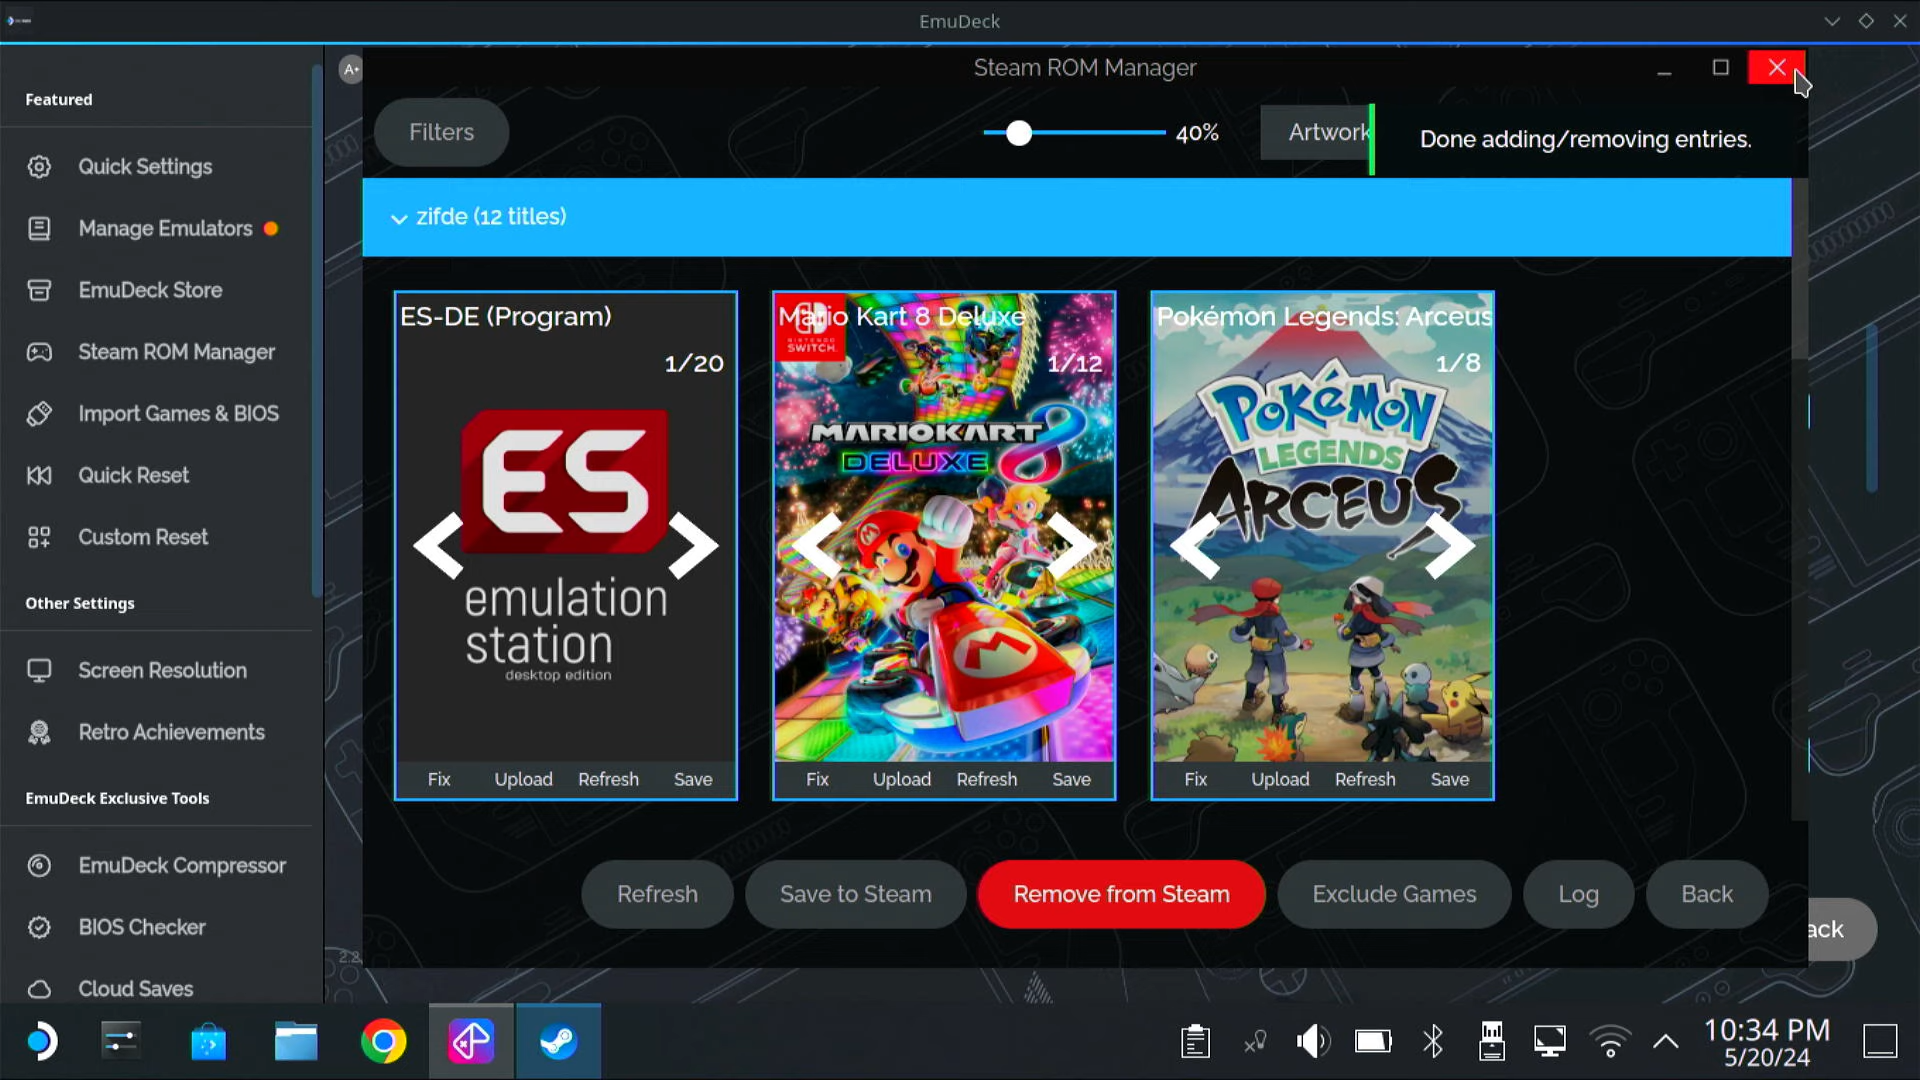 EmuDeck
Featured
Quick Settings
Manage Emulators
EmuDeck Store
Steam ROM Manager
Import Games & BIOS
Quick Reset
Custom Reset
Other Settings
Screen Resolution
Retro Achievements
EmuDeck Exclusive Tools
EmuDeck Compressor
BIOS Checker
Cloud Saves
A+
Steam ROM Manager
Filters
40%
Artwork
Done adding/removing entries.
zifde (12 titles)
ES-DE (Program)
1/20
ES
emulation
station
desktop edition
Fix Upload Refresh Save
Mario Kart 8 Deluxe
NINTENDO
SWITCH
1/12
MARIOKART 8
DELUXE
M
Fix Upload Refresh Save
Pokémon Legends: Arceus
1/8
POKéMON
LEGENDS
ARCEUS
Fix Upload Refresh Save
Refresh
Save to Steam
Remove from Steam
Exclude Games
Log
Back
ack
2.2
10:34 PM
5/20/24